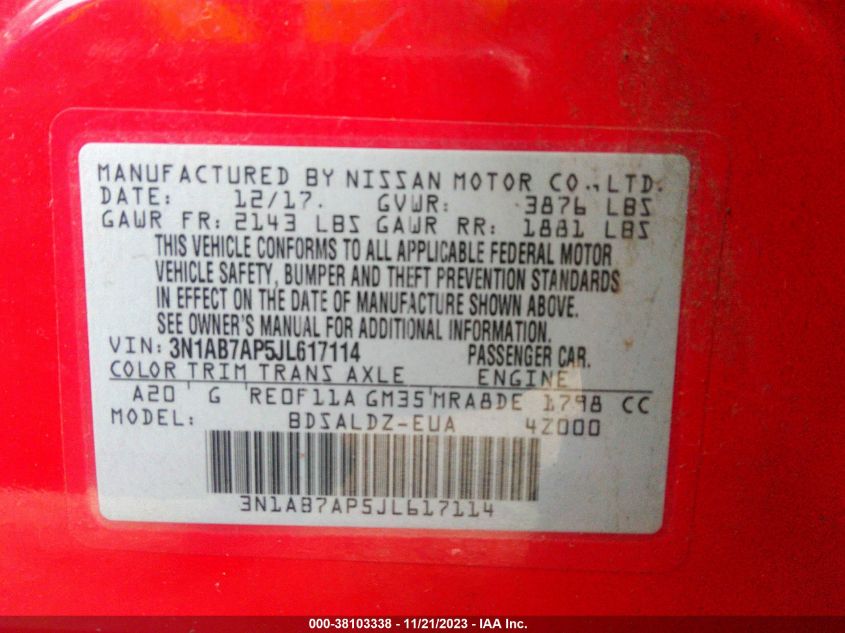 MANUFACTURED BY NISSAN MOTOR CO., LTD.
DATE: 12/17. GVWR: 3876 LBS
GAWR FR: 2143 LBS GAWR RR: 1881 LBS
THIS VEHICLE CONFORMS TO ALL APPLICABLE FEDERAL MOTOR
VEHICLE SAFETY, BUMPER AND THEFT PREVENTION STANDARDS
IN EFFECT ON THE DATE OF MANUFACTURE SHOWN ABOVE.
SEE OWNER'S MANUAL FOR ADDITIONAL INFORMATION.
VIN: 3N1AB7AP5JL617114 PASSENGER CAR.
COLOR TRIM TRANS AXLE ENGINE
A20 G RE0F11A GM35 MRA8DE 1798 CC
MODEL: BDSALDZ-EUA 4Z000
3N1AB7AP5JL617114
000-38103338 - 11/21/2023 - IAA Inc.